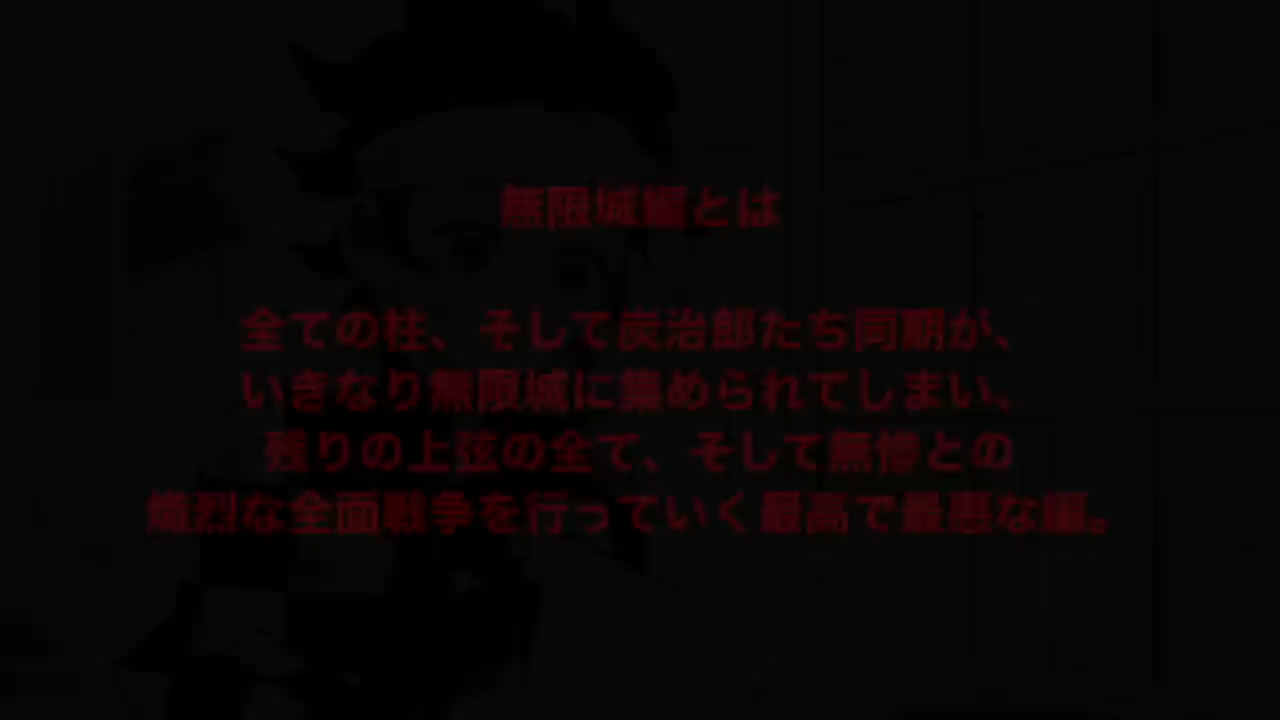 無限城編とは
全ての柱、そして炭治郎たち同期が、
いきなり無限城に集められてしまい、
残りの上弦の全て、そして無惨との
熾烈な全面戦争を行っていく最高で最悪な編。